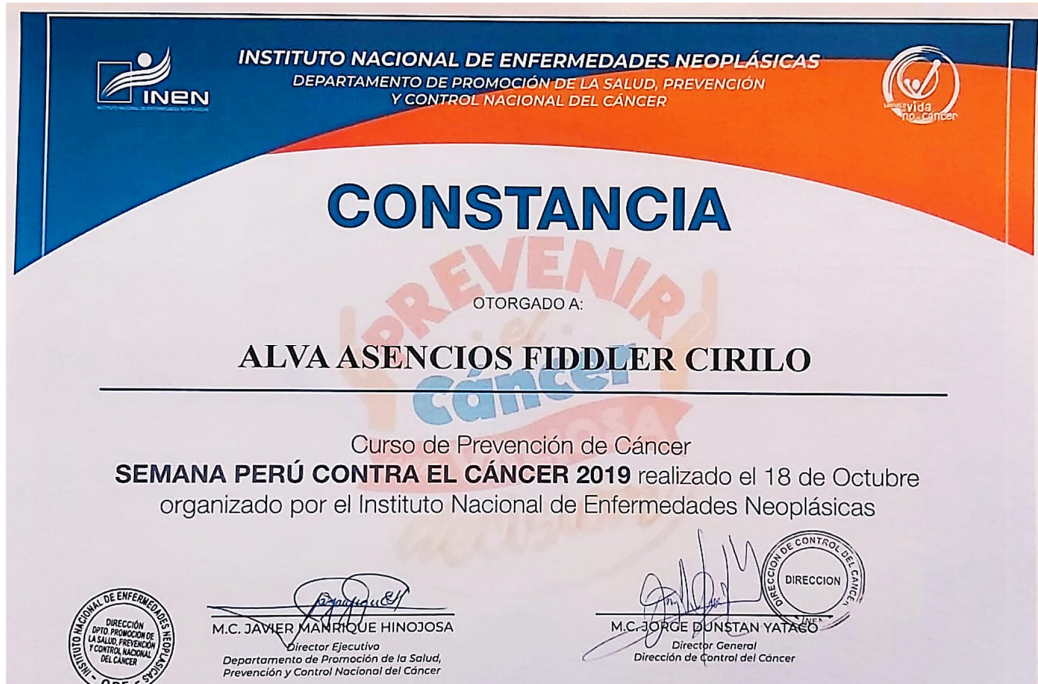 INSTITUTO NACIONAL DE ENFERMEDADES NEOPLÁSICAS
DEPARTAMENTO DE PROMOCIÓN DE LA SALUD, PREVENCIÓN
Y CONTROL NACIONAL DEL CÁNCER
INEN
vida
no al cáncer
CONSTANCIA
PREVENIR
el
Cáncer
OTORGADO A:
ALVA ASENCIOS FIDDLER CIRILO
Curso de Prevención de Cáncer
SEMANA PERÚ CONTRA EL CÁNCER 2019 realizado el 18 de Octubre
organizado por el Instituto Nacional de Enfermedades Neoplásicas
INSTITUTO NACIONAL DE ENFERMEDADES NEOPLÁSICAS
DIRECCIÓN
DPTO. PROMOCIÓN DE
LA SALUD, PREVENCIÓN
Y CONTROL NACIONAL
DEL CÁNCER
M.C. JAVIER MANRIQUE HINOJOSA
Director Ejecutivo
Departamento de Promoción de la Salud,
Prevención y Control Nacional del Cáncer
DIRECCIÓN DE CONTROL DEL CANCER
DIRECCION
INEN
M.C. JORGE DUNSTAN YATACO
Director General
Dirección de Control del Cáncer